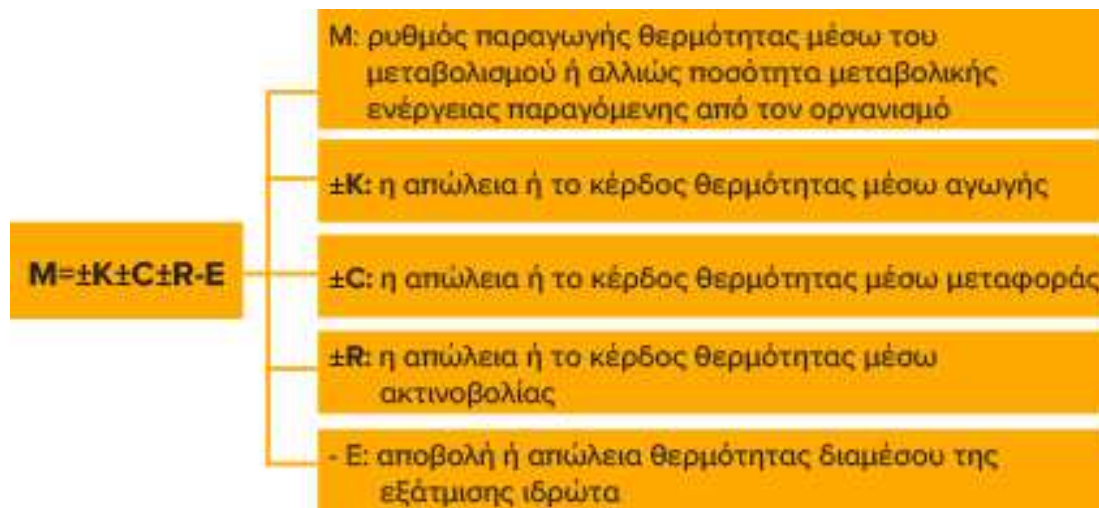 M: ρυθμός παραγωγής θερμότητας μέσω του
μεταβολισμού ή αλλιώς ποσότητα μεταβολικής
ενέργειας παραγόμενης από τον οργανισμό
±K: η απώλεια ή το κέρδος θερμότητας μέσω αγωγής
M=±K±C±R-E
±C: η απώλεια ή το κέρδος θερμότητας μέσω μεταφοράς
±R: η απώλεια ή το κέρδος θερμότητας μέσω
ακτινοβολίας
- E: αποβολή ή απώλεια θερμότητας διαμέσου της
εξάτμισης ιδρώτα